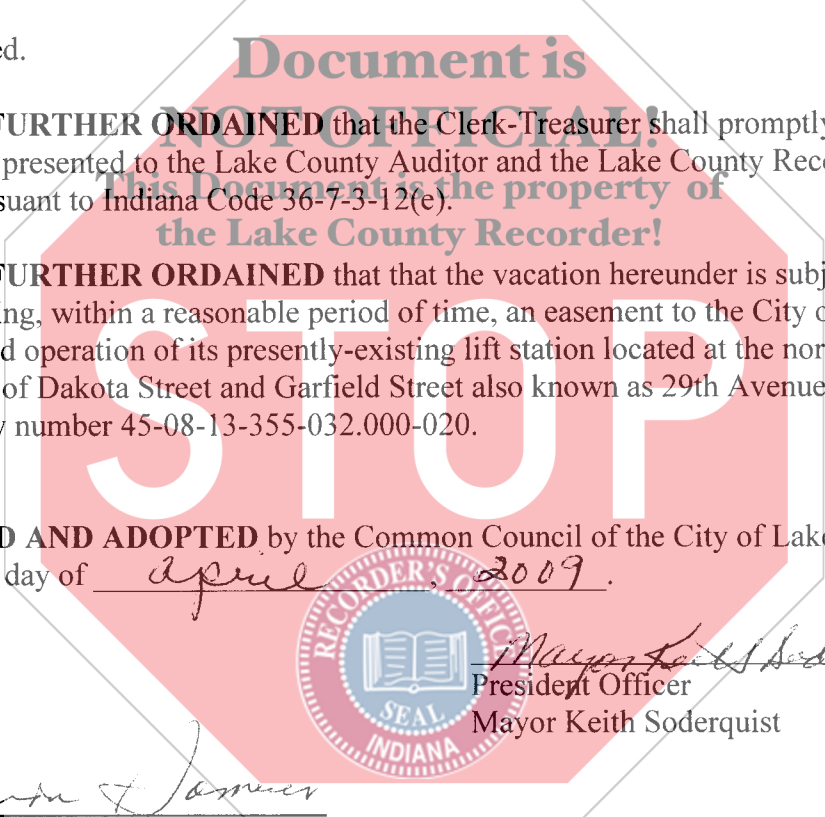 ed.
Document is
FURTHER ORDAINED that the Clerk-Treasurer shall promptly
NOT OFFICIAL!
presented to the Lake County Auditor and the Lake County Reco
This Document is the property of
suant to Indiana Code 36-7-3-12(e).
the Lake County Recorder!
FURTHER ORDAINED that that the vacation hereunder is subj
ing, within a reasonable period of time, an easement to the City o
d operation of its presently-existing lift station located at the nor
of Dakota Street and Garfield Street also known as 29th Avenue
y number 45-08-13-355-032.000-020.
STOP
D AND ADOPTED by the Common Council of the City of Lake
day of April, 2009.
RECORDER'S OFFICE
SEAL
INDIANA
Mayor Keith
President Officer
Mayor Keith Soderquist